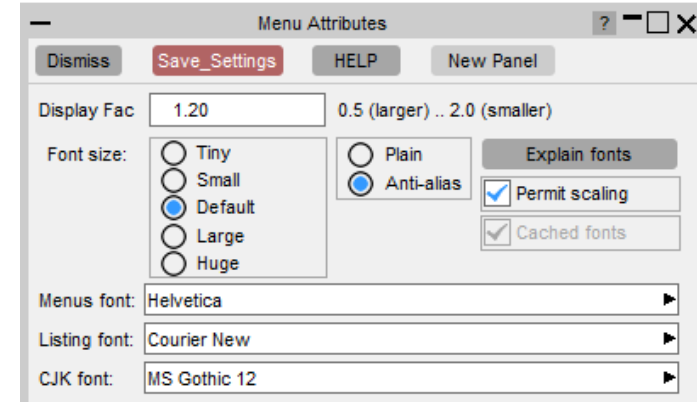 Menu Attributes ?
Dismiss Save_Settings HELP New Panel
Display Fac 1.20 0.5 (larger) .. 2.0 (smaller)
Font size: Tiny Plain Explain fonts
Small Anti-alias Permit scaling
Default
Large Cached fonts
Huge
Menus font: Helvetica
Listing font: Courier New
CJK font: MS Gothic 12